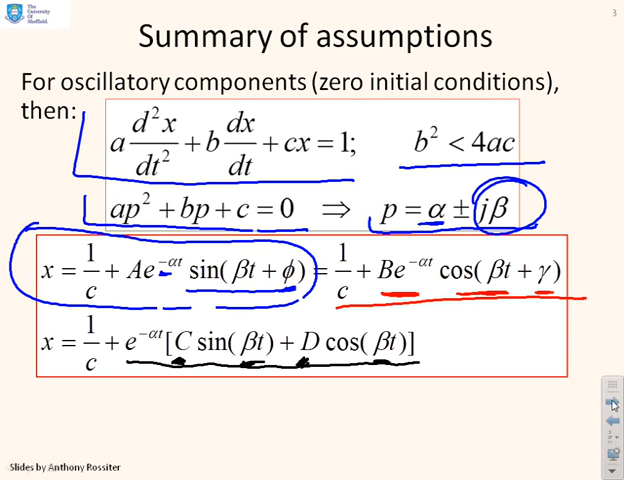 The
University
Of
Sheffield.
3
Summary of assumptions
For oscillatory components (zero initial conditions),
then:
a d²x/dt² + b dx/dt + cx = 1; b² < 4ac
ap² + bp + c = 0 ⇒ p = α ± jβ
x = 1/c + Ae^(−αt) sin(βt + ϕ) = 1/c + Be^(−αt) cos(βt + γ)
x = 1/c + e^(−αt)[C sin(βt) + D cos(βt)]
Slides by Anthony Rossiter